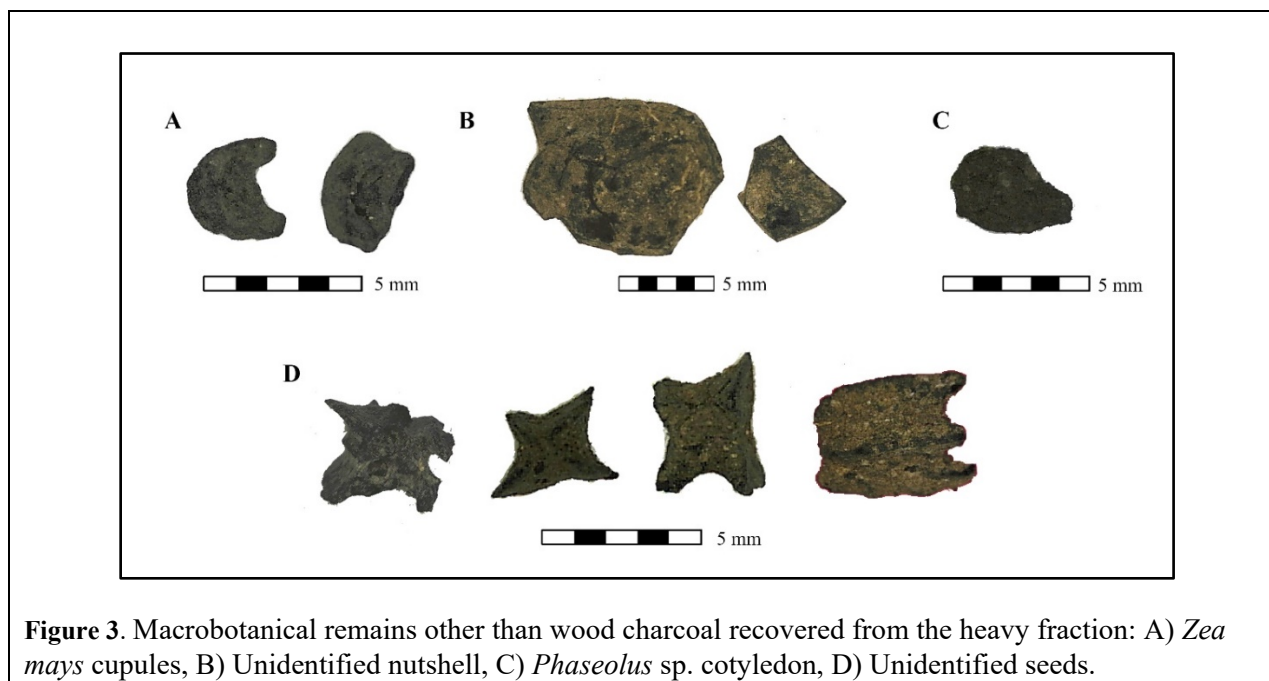 A B C
5 mm 5 mm 5 mm
D
5 mm
Figure 3. Macrobotanical remains other than wood charcoal recovered from the heavy fraction: A) Zea
mays cupules, B) Unidentified nutshell, C) Phaseolus sp. cotyledon, D) Unidentified seeds.